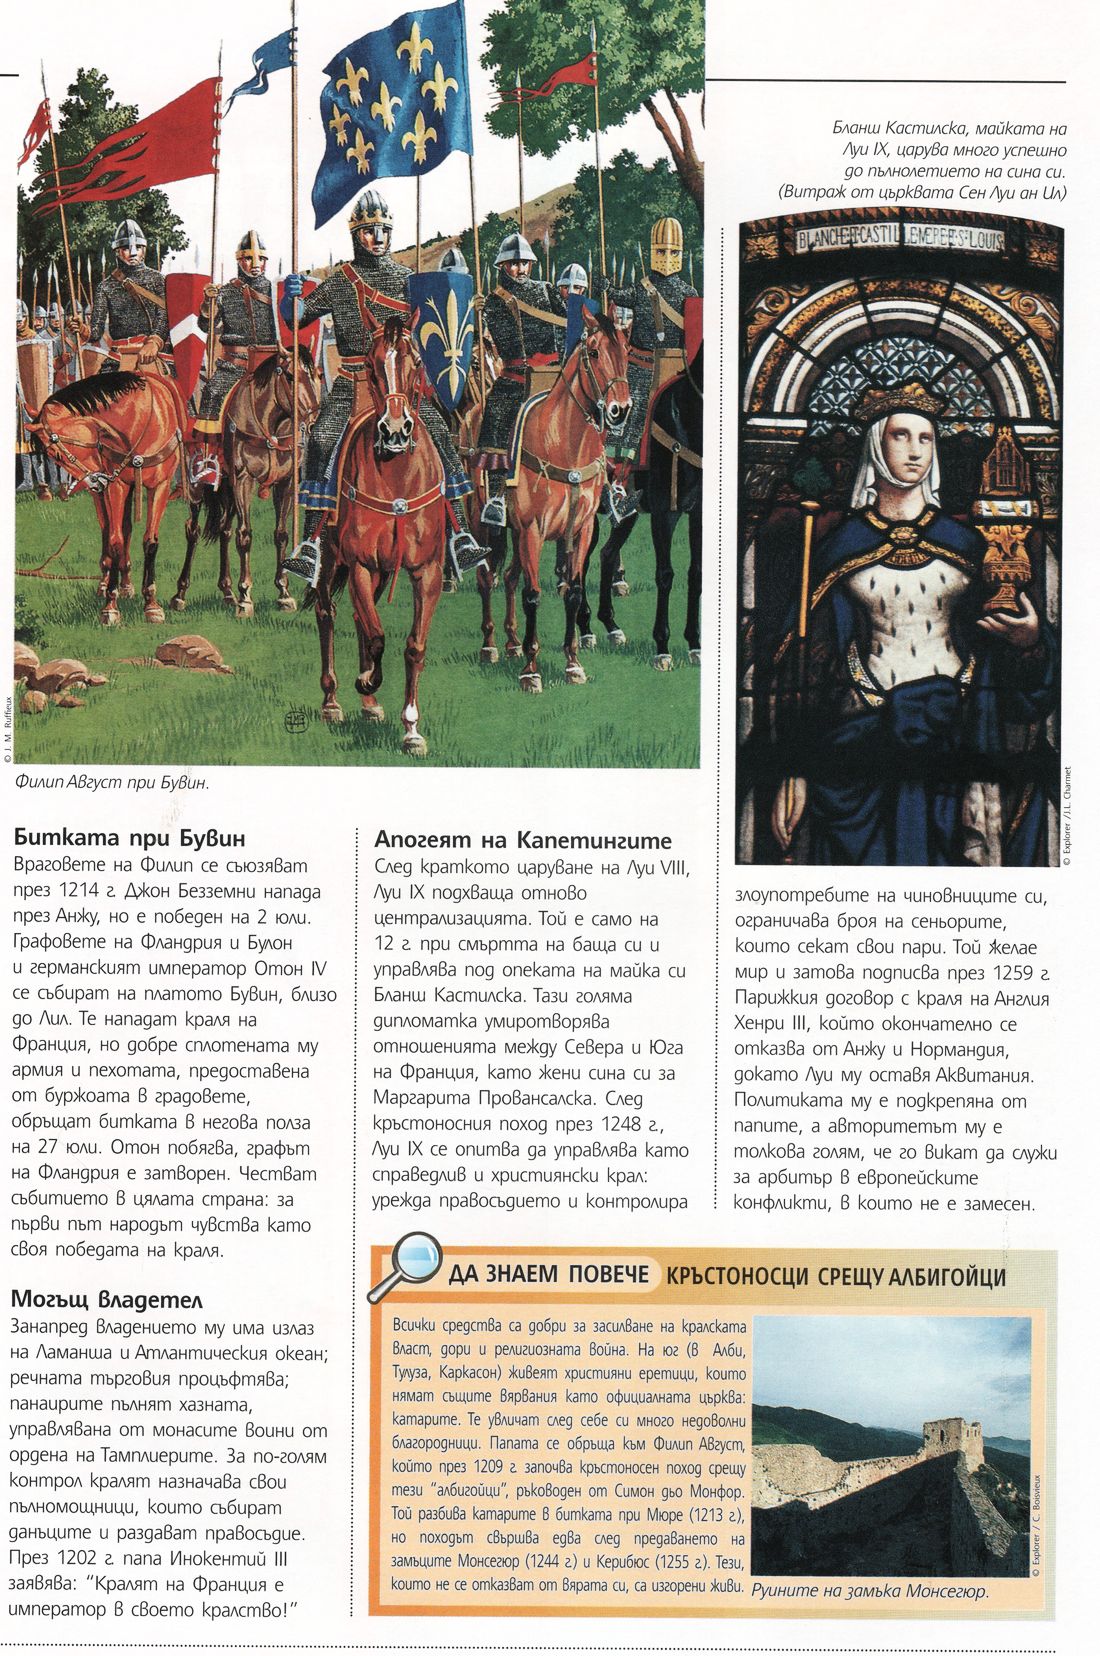 Бланш Кастилска, майката на
Луи IX, царува много успешно
до пълнолетието на сина си.
(Витраж от църквата Сен Луи ан Ил)
BLANCHE·H·CASTILLE·MERE·St·LOUIS
© J. M. Ruffieux
Филип Август при Бувин.
© Explorer / J.L. Charmet
Битката при Бувин
Враговете на Филип се съюзяват
през 1214 г. Джон Безземни напада
през Анжу, но е победен на 2 юли.
Графовете на Фландрия и Булон
и германският император Отон IV
се събират на платото Бувин, близо
до Лил. Те нападат краля на
Франция, но добре сплотената му
армия и пехотата, предоставена
от буржоата в градовете,
обръщат битката в негова полза
на 27 юли. Отон побягва, графът
на Фландрия е затворен. Честват
събитието в цялата страна: за
първи път народът чувства като
своя победата на краля.
Могъщ владетел
Занапред владението му има излаз
на Ламанша и Атлантическия океан;
речната търговия процъфтява;
панаирите пълнят хазната,
управлявана от монасите воини от
ордена на Тамплиерите. За по-голям
контрол кралят назначава свои
пълномощници, които събират
данъците и раздават правосъдие.
През 1202 г. папа Инокентий III
заявява: “Кралят на Франция е
император в своето кралство!”
Апогеят на Капетингите
След краткото царуване на Луи VIII,
Луи IX подхваща отново
централизацията. Той е само на
12 г. при смъртта на баща си и
управлява под опеката на майка си
Бланш Кастилска. Тази голяма
дипломатка умиротворява
отношенията между Севера и Юга
на Франция, като жени сина си за
Маргарита Провансалска. След
кръстоносния поход през 1248 г.,
Луи IX се опитва да управлява като
справедлив и християнски крал:
урежда правосъдието и контролира
злоупотребите на чиновниците си,
ограничава броя на сеньорите,
които секат свои пари. Той желае
мир и затова подписва през 1259 г.
Парижкия договор с краля на Англия
Хенри III, който окончателно се
отказва от Анжу и Нормандия,
докато Луи му оставя Аквитания.
Политиката му е подкрепяна от
папите, а авторитетът му е
толкова голям, че го викат да служи
за арбитър в европейските
конфликти, в които не е замесен.
ДА ЗНАЕМ ПОВЕЧЕ КРЪСТОНОСЦИ СРЕЩУ АЛБИГОЙЦИ
Всички средства са добри за засилване на кралската
власт, дори и религиозната война. На юг (в Алби,
Тулуза, Каркасон) живеят християни еретици, които
нямат същите вярвания като официалната църква:
катарите. Те увличат след себе си много недоволни
благородници. Папата се обръща към Филип Август,
който през 1209 г. започва кръстоносен поход срещу
тези “албигойци”, ръководен от Симон дьо Монфор.
Той разбива катарите в битката при Мюре (1213 г.),
но походът свършва едва след предаването на
замъците Монсегюр (1244 г.) и Керибюс (1255 г.). Тези,
които не се отказват от вярата си, са изгорени живи.
© Explorer / C. Boisvieux
Руините на замъка Монсегюр.